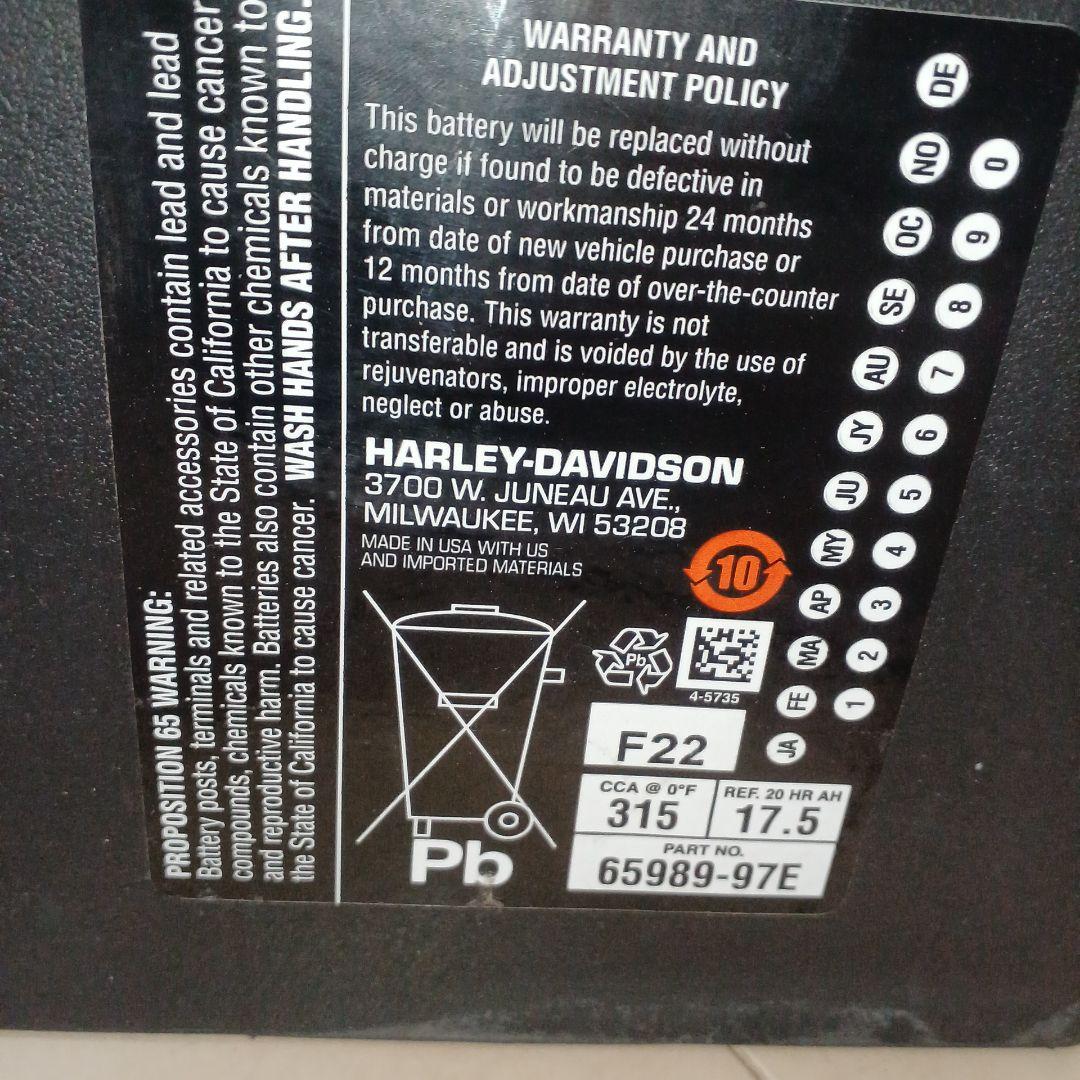 PROPOSITION 65 WARNING:
Battery posts, terminals and related accessories contain lead and lead
compounds, chemicals known to the State of California to cause cancer
and reproductive harm. Batteries also contain other chemicals known to
the State of California to cause cancer. WASH HANDS AFTER HANDLING.
WARRANTY AND
ADJUSTMENT POLICY
This battery will be replaced without
charge if found to be defective in
materials or workmanship 24 months
from date of new vehicle purchase or
12 months from date of over-the-counter
purchase. This warranty is not
transferable and is voided by the use of
rejuvenators, improper electrolyte,
neglect or abuse.
HARLEY-DAVIDSON
3700 W. JUNEAU AVE.,
MILWAUKEE, WI 53208
MADE IN USA WITH US
AND IMPORTED MATERIALS
10
Pb
4-5735
Pb
F22
CCA @ 0°F
315
REF. 20 HR AH
17.5
PART NO.
65989-97E
JA
FE
MA
AP
MY
JU
JY
AU
SE
OC
NO
DE
1
2
3
4
5
6
7
8
9
0